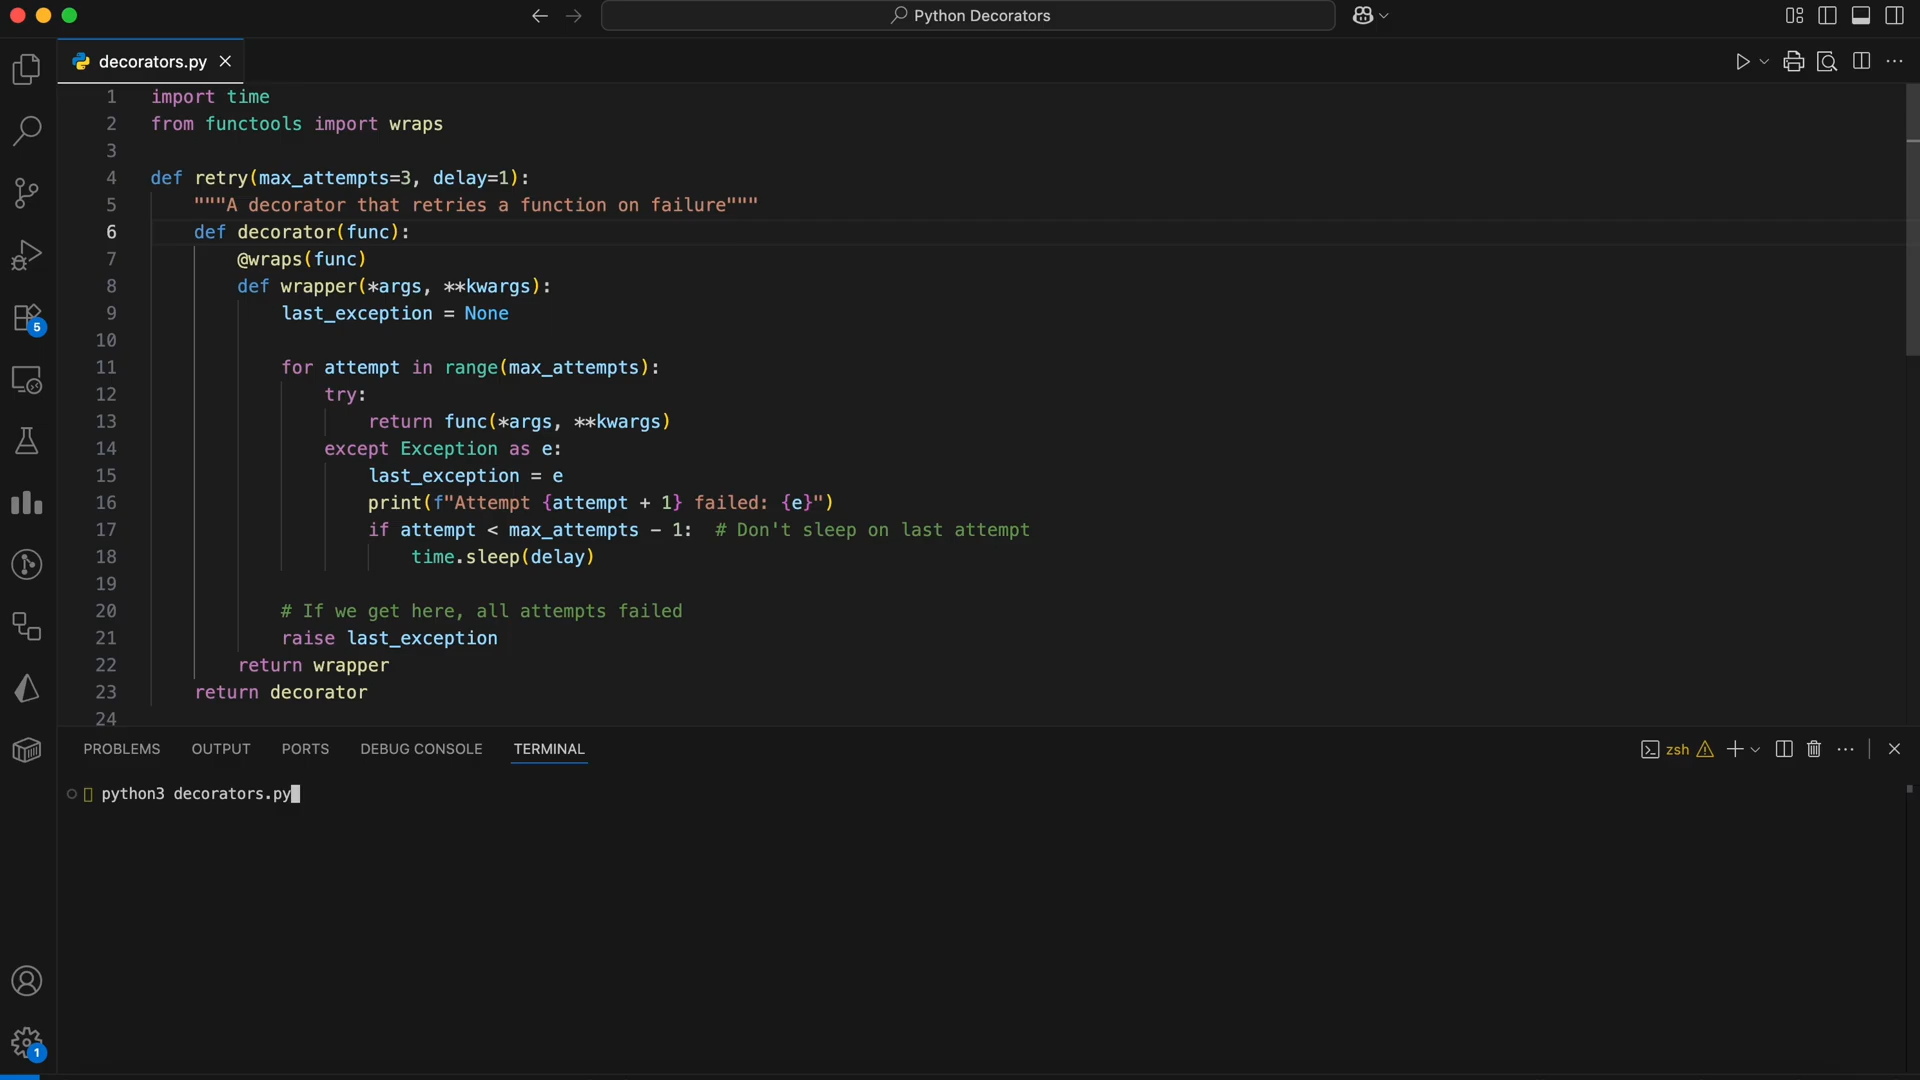 Python Decorators
decorators.py
1 import time
2 from functools import wraps
3
4 def retry(max_attempts=3, delay=1):
5     """A decorator that retries a function on failure"""
6     def decorator(func):
7         @wraps(func)
8         def wrapper(*args, **kwargs):
9             last_exception = None
10
11             for attempt in range(max_attempts):
12                 try:
13                     return func(*args, **kwargs)
14                 except Exception as e:
15                     last_exception = e
16                     print(f"Attempt {attempt + 1} failed: {e}")
17                     if attempt < max_attempts - 1:  # Don't sleep on last attempt
18                         time.sleep(delay)
19
20             # If we get here, all attempts failed
21             raise last_exception
22         return wrapper
23     return decorator
24
5
PROBLEMS OUTPUT PORTS DEBUG CONSOLE TERMINAL zsh
python3 decorators.py
1